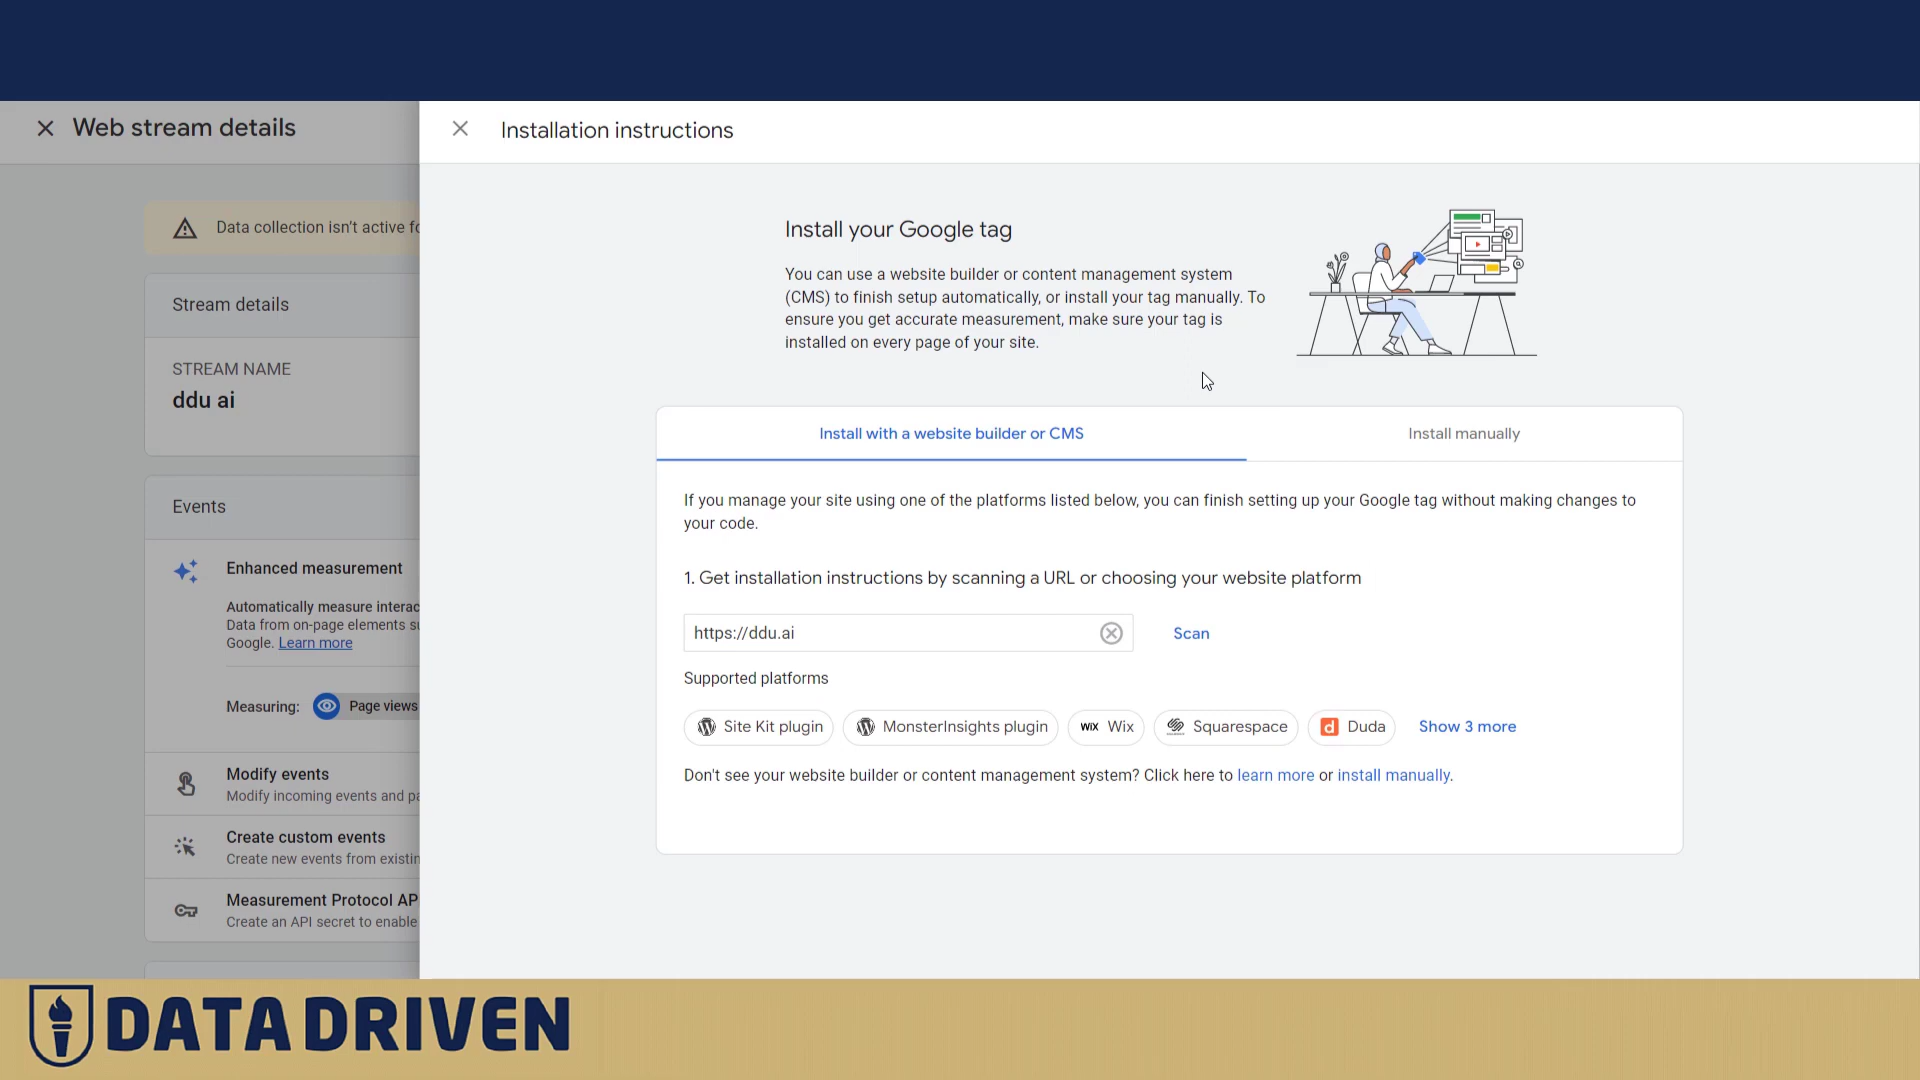 Web stream details
Data collection isn't active fo
Stream details
STREAM NAME
ddu ai
Events
Enhanced measurement
Automatically measure interac
Data from on-page elements su
Google. Learn more
Measuring: Page views
Modify events
Modify incoming events and pa
Create custom events
Create new events from existin
Measurement Protocol AP
Create an API secret to enable
Installation instructions
Install your Google tag
You can use a website builder or content management system
(CMS) to finish setup automatically, or install your tag manually. To
ensure you get accurate measurement, make sure your tag is
installed on every page of your site.
Install with a website builder or CMS
Install manually
If you manage your site using one of the platforms listed below, you can finish setting up your Google tag without making changes to
your code.
1. Get installation instructions by scanning a URL or choosing your website platform
https://ddu.ai Scan
Supported platforms
Site Kit plugin MonsterInsights plugin WiX Wix Squarespace d Duda Show 3 more
Don't see your website builder or content management system? Click here to learn more or install manually.
DATA DRIVEN